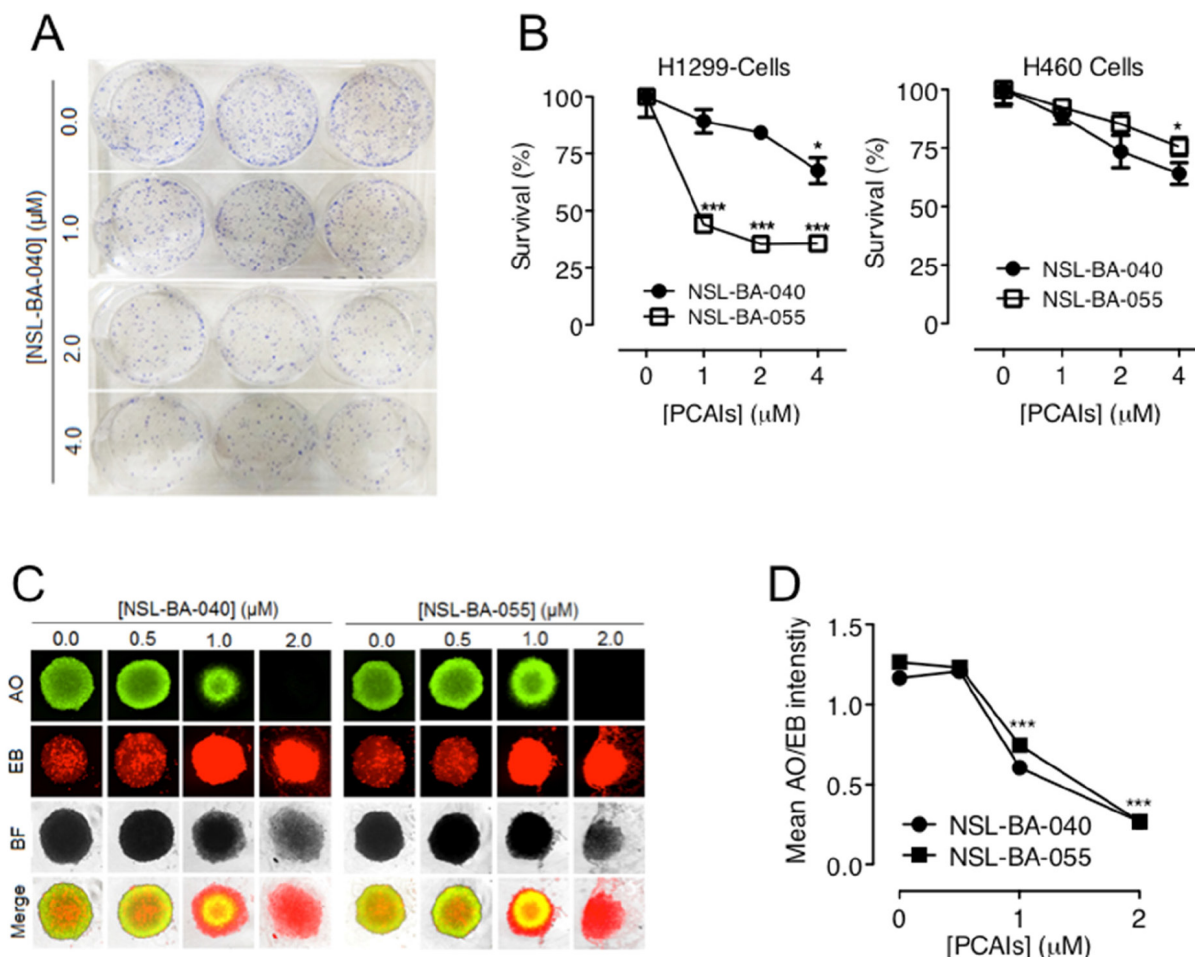 A
[NSL-BA-040] (µM)
0.0
1.0
2.0
4.0
B
H1299-Cells
Survival (%)
100
75
50
25
0
*
***
***
***
NSL-BA-040
NSL-BA-055
0 1 2 4
[PCAIs] (µM)
H460 Cells
Survival (%)
100
75
50
25
0
*
NSL-BA-040
NSL-BA-055
0 1 2 4
[PCAIs] (µM)
C
[NSL-BA-040] (µM)
[NSL-BA-055] (µM)
0.0 0.5 1.0 2.0
0.0 0.5 1.0 2.0
AO
EB
BF
Merge
D
Mean AO/EB intenstiy
1.5
1.0
0.5
0.0
***
***
NSL-BA-040
NSL-BA-055
0 1 2
[PCAIs] (µM)